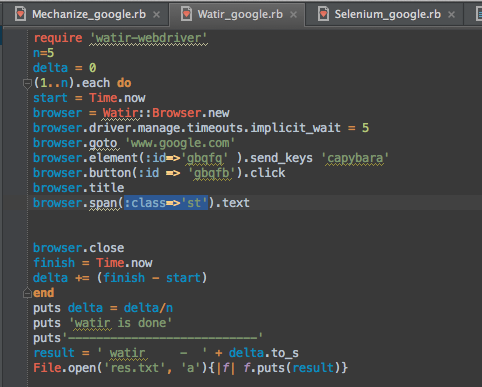 Mechanize_google.rb × Watir_google.rb × Selenium_google.rb ×
require 'watir-webdriver'
n=5
delta = 0
(1..n).each do
start = Time.now
browser = Watir::Browser.new
browser.driver.manage.timeouts.implicit_wait = 5
browser.goto 'www.google.com'
browser.element(:id=>'gbqfq' ).send_keys 'capybara'
browser.button(:id => 'gbqfb').click
browser.title
browser.span(:class=>'st').text
browser.close
finish = Time.now
delta += (finish - start)
end
puts delta = delta/n
puts 'watir is done'
puts'---------------------------'
result = ' watir     -  ' + delta.to_s
File.open('res.txt', 'a'){|f| f.puts(result)}